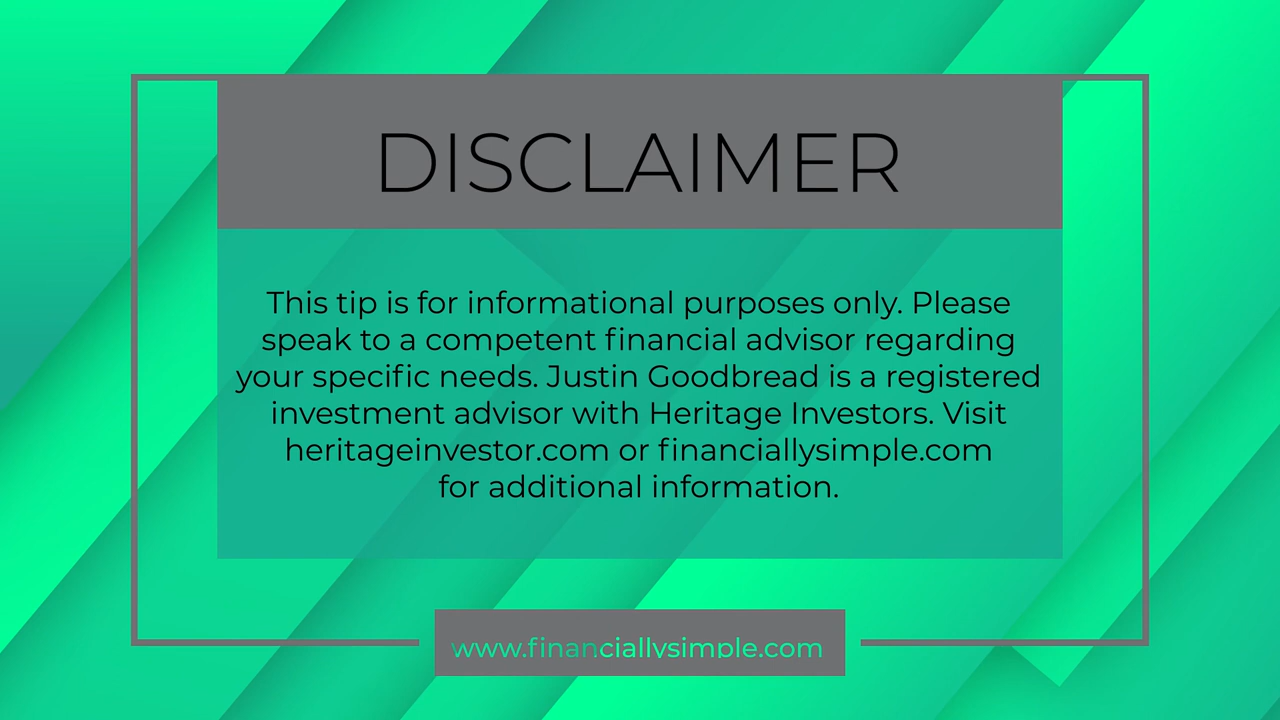 DISCLAIMER
This tip is for informational purposes only. Please
speak to a competent financial advisor regarding
your specific needs. Justin Goodbread is a registered
investment advisor with Heritage Investors. Visit
heritageinvestor.com or financiallysimple.com
for additional information.
www.financiallysimple.com